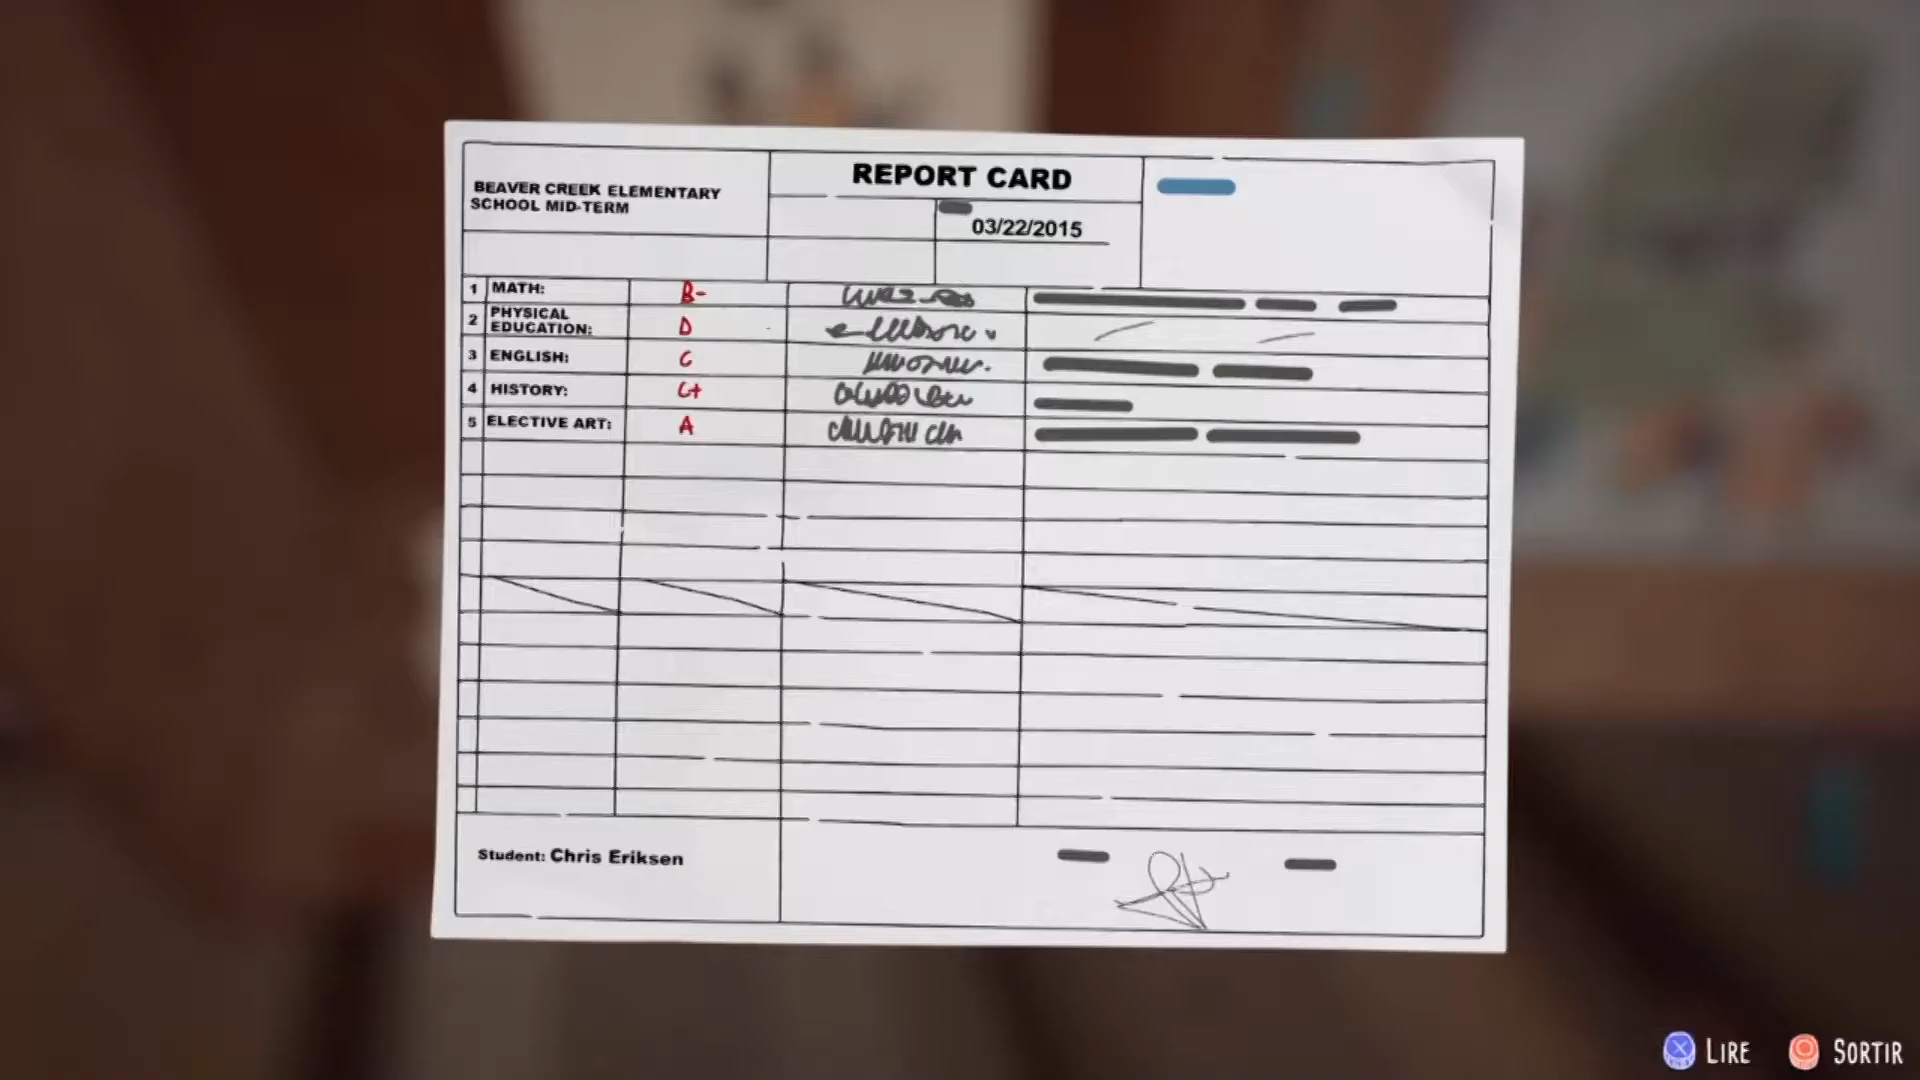 REPORT CARD
BEAVER CREEK ELEMENTARY
SCHOOL MID-TERM
03/22/2015
1 MATH: B-
2 PHYSICAL
EDUCATION: D
3 ENGLISH: C
4 HISTORY: C+
5 ELECTIVE ART: A
Student: Chris Eriksen
LIRE SORTIR